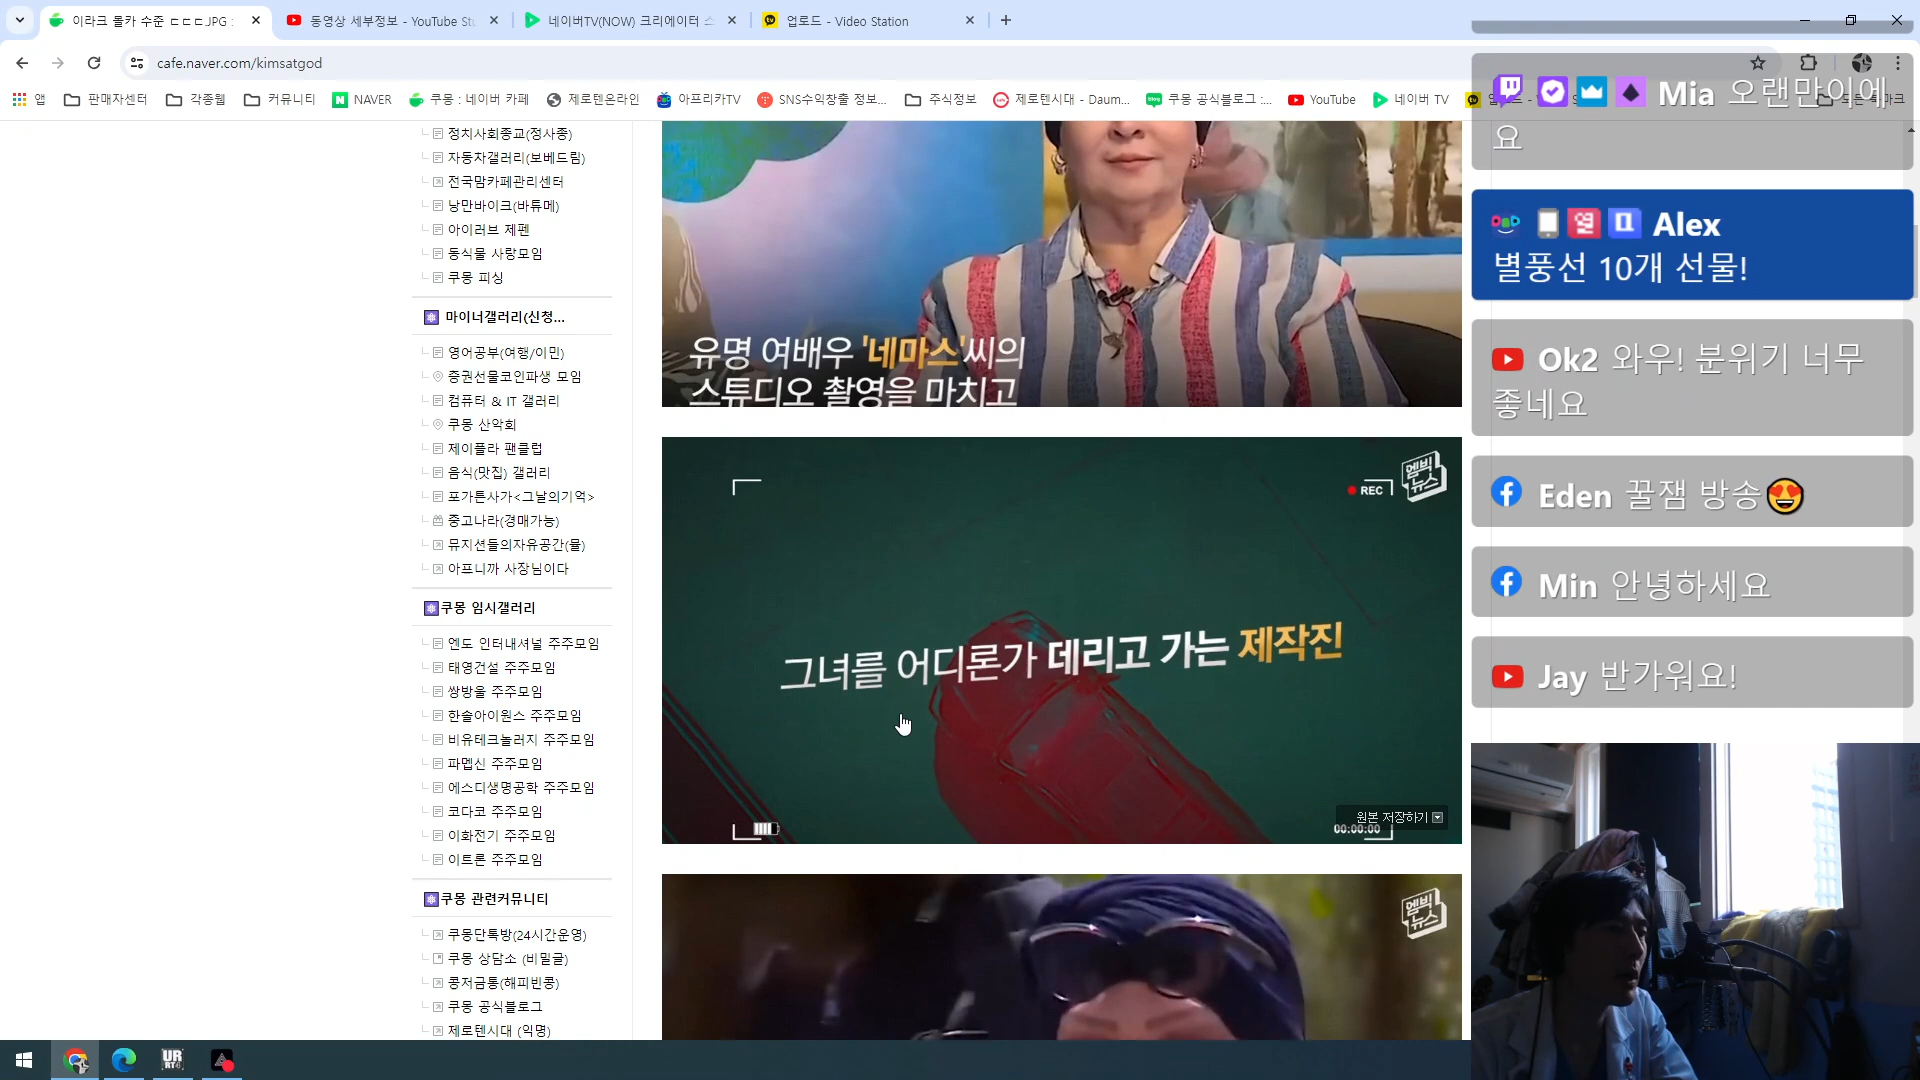 이라크 몰카 수준 ㄷㄷㄷ.JPG :
동영상 세부정보 - YouTube Stu
네이버TV(NOW) 크리에이터 스
업로드 - Video Station
cafe.naver.com/kimsatgod
앱
판매자센터
각종웹
커뮤니티
NAVER
쿠몽 : 네이버 카페
제로텐온라인
아프리카TV
SNS수익창출 정보...
주식정보
제로텐시대 - Daum...
쿠몽 공식블로그 :...
YouTube
네이버 TV
정치사회종교(정사종)
자동차갤러리(보베드림)
전국맘카페관리센터
낭만바이크(바튜메)
아이러브 제펜
동식물 사랑모임
쿠몽 피싱
마이너갤러리(신청...
영어공부(여행/이민)
증권선물코인파생 모임
컴퓨터 & IT 갤러리
쿠몽 산악회
제이플라 팬클럽
음식(맛집) 갤러리
포가튼사가<그날의기억>
중고나라(경매가능)
뮤지션들의자유공간(뮬)
아프니까 사장님이다
쿠몽 임시갤러리
엔도 인터내셔널 주주모임
태영건설 주주모임
쌍방울 주주모임
한솔아이원스 주주모임
비유테크놀러지 주주모임
파멥신 주주모임
에스디생명공학 주주모임
코다코 주주모임
이화전기 주주모임
이트론 주주모임
쿠몽 관련커뮤니티
쿠몽단톡방(24시간운영)
쿠몽 상담소 (비밀글)
콩저금통(해피빈콩)
쿠몽 공식블로그
제로텐시대 (익명)
유명 여배우 '네마스'씨의
스튜디오 촬영을 마치고
REC
엠빅
뉴스
그녀를 어디론가 데리고 가는 제작진
원본 저장하기
00:00:00
엠빅
뉴스
Mia 오랜만이에
요
열
Alex
별풍선 10개 선물!
Ok2 와우! 분위기 너무
좋네요
Eden 꿀잼 방송
Min 안녕하세요
Jay 반가워요!
UR
RT4